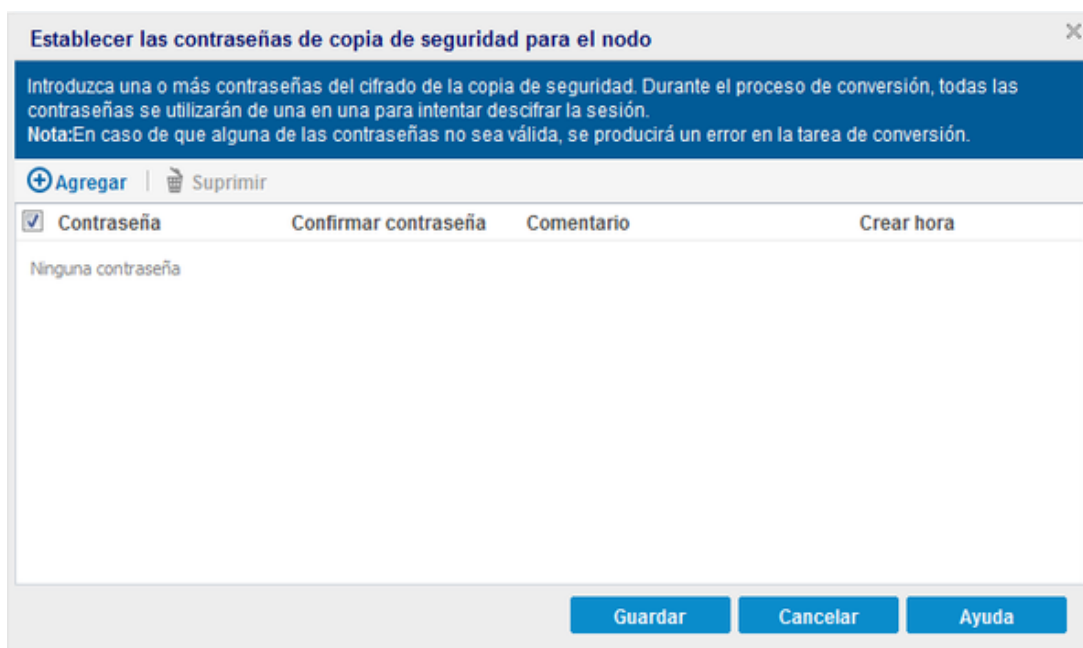 Establecer las contraseñas de copia de seguridad para el nodo
Introduzca una o más contraseñas del cifrado de la copia de seguridad. Durante el proceso de conversión, todas las
contraseñas se utilizarán de una en una para intentar descifrar la sesión.
Nota:En caso de que alguna de las contraseñas no sea válida, se producirá un error en la tarea de conversión.
Agregar | Suprimir
Contraseña Confirmar contraseña Comentario Crear hora
Ninguna contraseña
Guardar Cancelar Ayuda